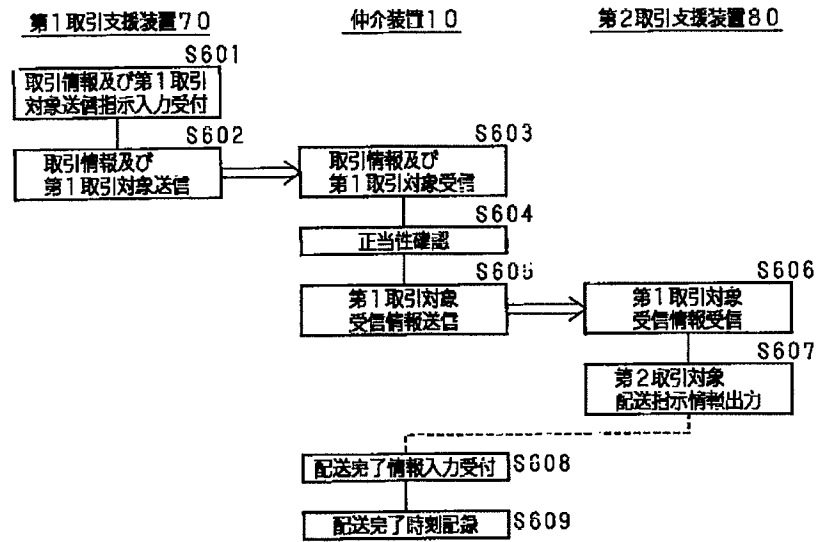 第1取引支援装置70
仲介装置10
第2取引支援装置80
S601
取引情報及び第1取引
対象送信指示入力受付
S602
取引情報及び
第1取引対象送信
S603
取引情報及び
第1取引対象受信
S604
正当性確認
S605
第1取引対象
受信情報送信
S606
第1取引対象
受信情報受信
S607
第2取引対象
配送指示情報出力
配送完了情報入力受付
S608
配送完了時刻記録
S609